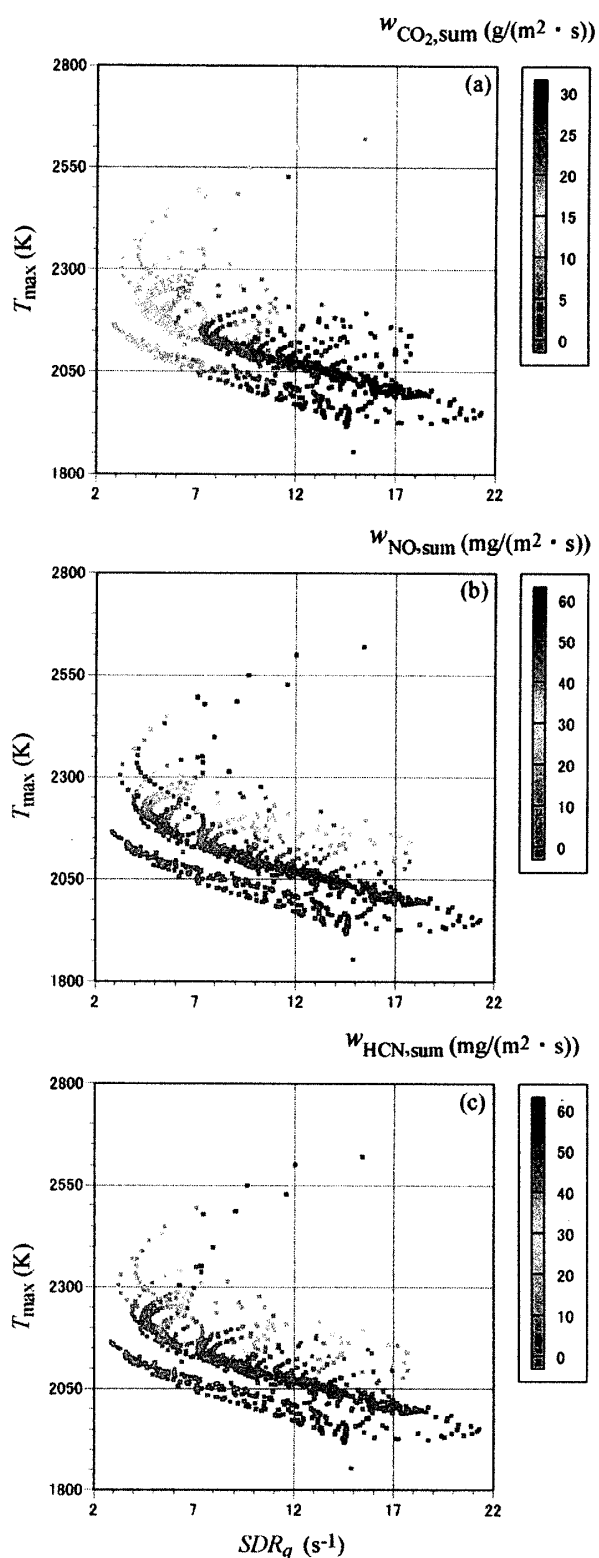 w_CO₂,sum (g/(m² · s))
2800
(a)
30
25
2550
20
T_max (K)
2300
15
10
2050
5
0
1800
2 7 12 17 22
w_NO,sum (mg/(m² · s))
2800
(b)
60
50
2550
40
T_max (K)
2300
30
20
2050
10
0
1800
2 7 12 17 22
w_HCN,sum (mg/(m² · s))
2800
(c)
60
50
2550
40
T_max (K)
2300
30
20
2050
10
0
1800
2 7 12 17 22
SDR_q (s⁻¹)